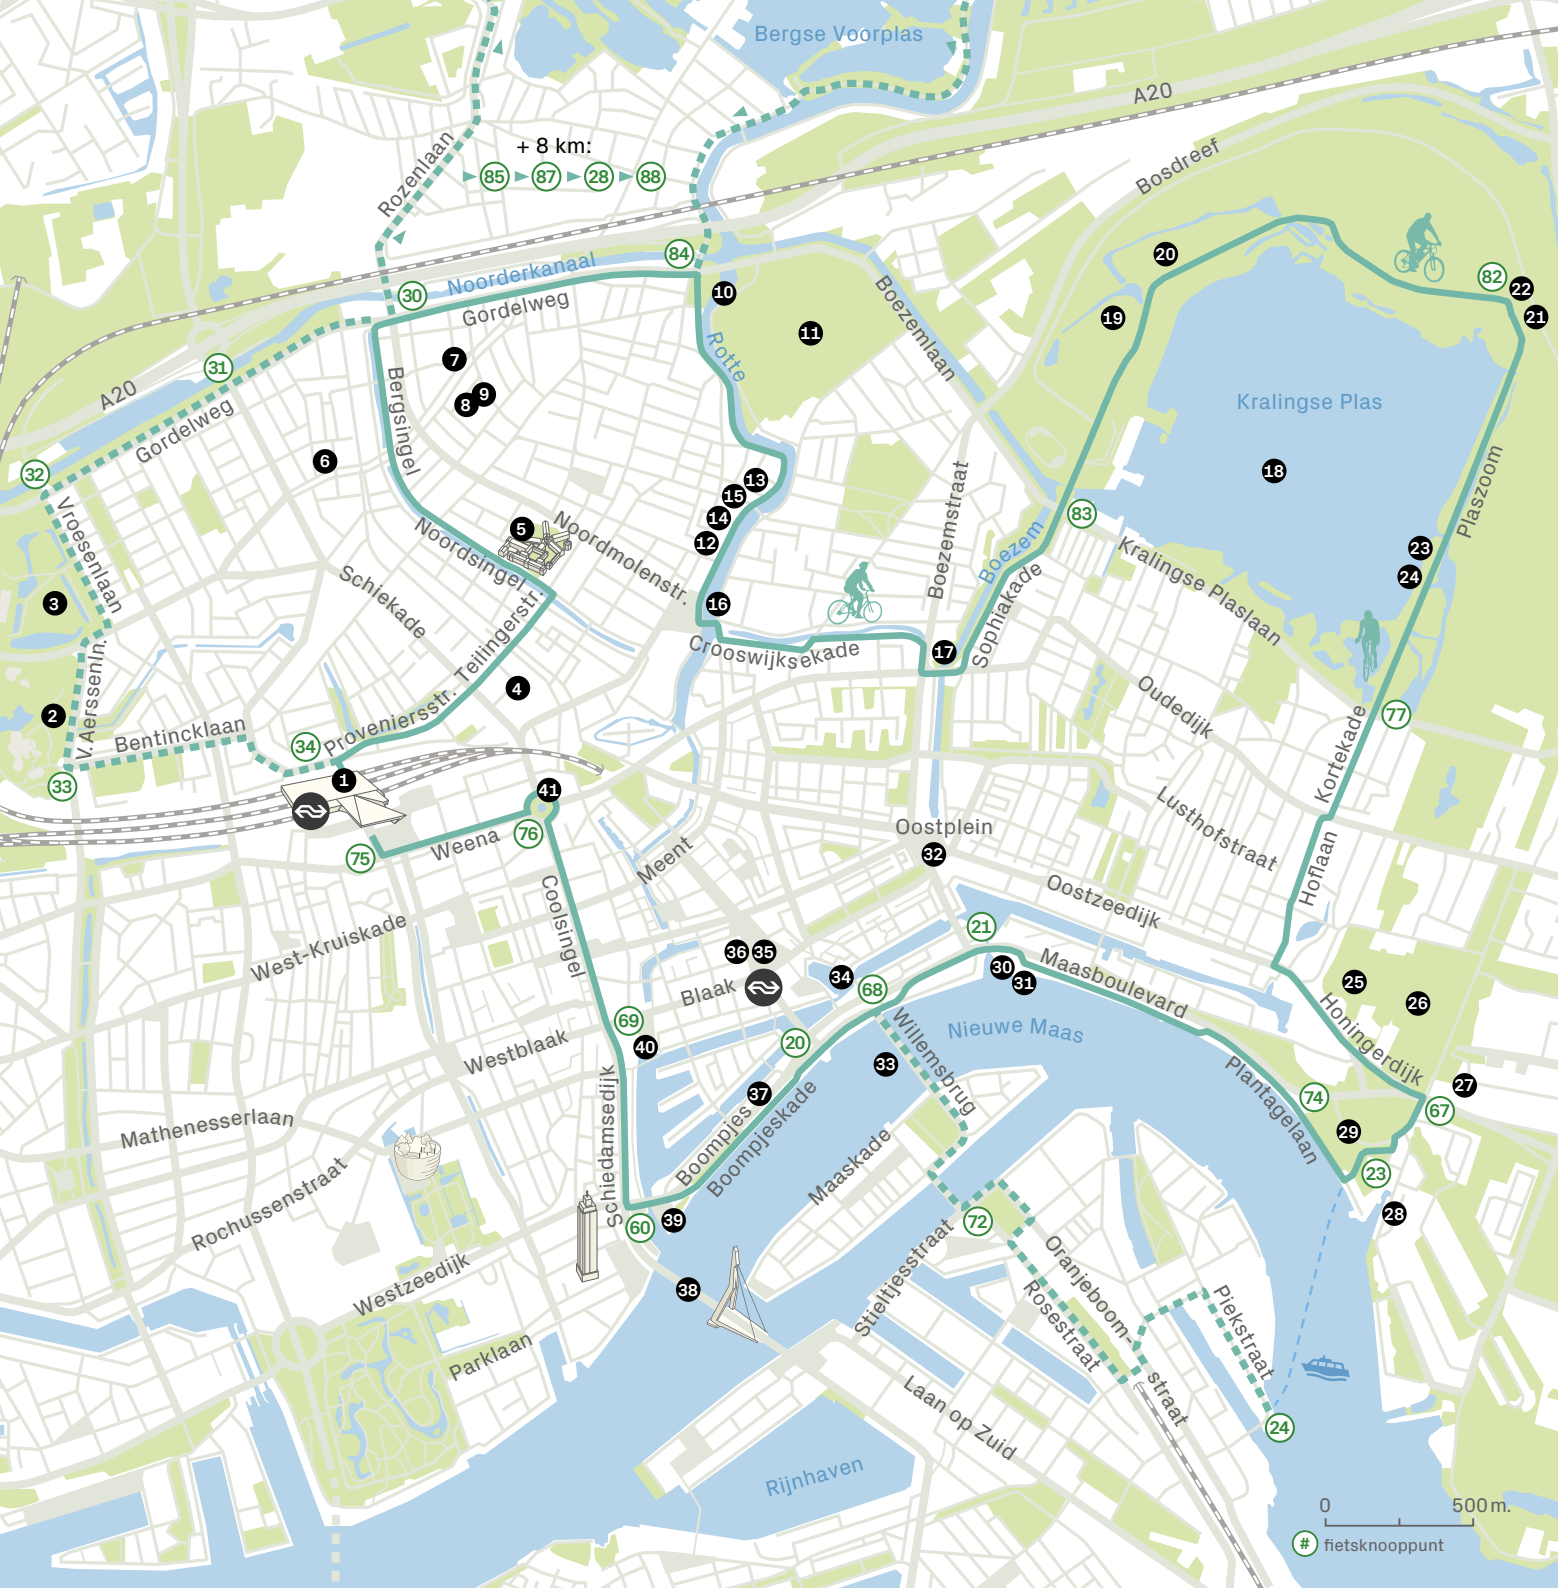 Bergse Voorplas
A20
+ 8 km:
85
87
28
88
Rozenlaan
Bosdreef
84
20
Noorderkanaal
82
22
30
10
Gordelweg
19
21
11
Boezemlaan
Rotte
7
31
A20
Bergsingel
9
8
Kralingse Plas
Gordelweg
6
32
18
13
Plaszoom
15
Vroesenlaan
14
83
5
Noordmolenstr.
Boezemstraat
12
Boezem
23
Noordsingel
Kralingse Plaslaan
24
Schiekade
3
16
Sophiakade
Teilingerstr.
Crooswijksekade
17
V.Aerssenln.
4
Oudedijk
2
77
Proveniersstr.
Bentincklaan
34
Kortekade
33
1
41
Lusthofstraat
76
Oostplein
Weena
75
32
Meent
Hoflaan
Coolsingel
Oostzeedijk
West-Kruiskade
21
36
35
30
34
Maasboulevard
31
25
68
Blaak
26
69
Willemsbrug
Nieuwe Maas
Honingerdijk
40
20
Westblaak
33
Plantagelaan
27
37
74
67
Mathenesserlaan
29
Boompjes
Boompjeskade
Schiedamsedijk
Maaskade
23
Rochussenstraat
28
39
72
60
Westzeedijk
Stieltjesstraat
Oranjeboom-
38
Rosestraat
Piekstraat
Parklaan
straat
Laan op Zuid
24
Rijnhaven
0
500 m.
#
fietsknooppunt